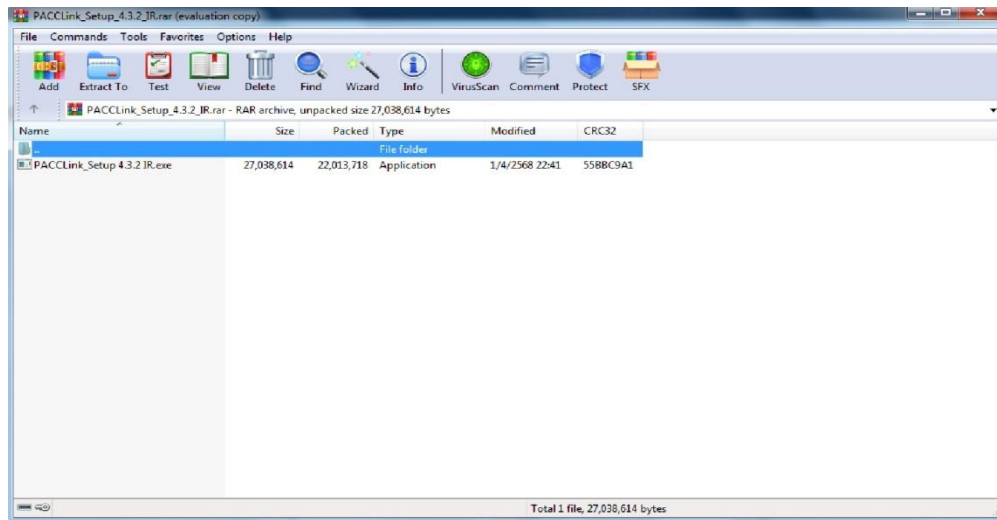 PACCLink_Setup_4.3.2_IR.rar (evaluation copy)
File Commands Tools Favorites Options Help
Add Extract To Test View Delete Find Wizard Info VirusScan Comment Protect SFX
PACCLink_Setup_4.3.2_IR.rar - RAR archive, unpacked size 27,038,614 bytes
Name Size Packed Type Modified CRC32
.. File folder
PACCLink_Setup 4.3.2 IR.exe 27,038,614 22,013,718 Application 1/4/2568 22:41 55BBC9A1
Total 1 file, 27,038,614 bytes